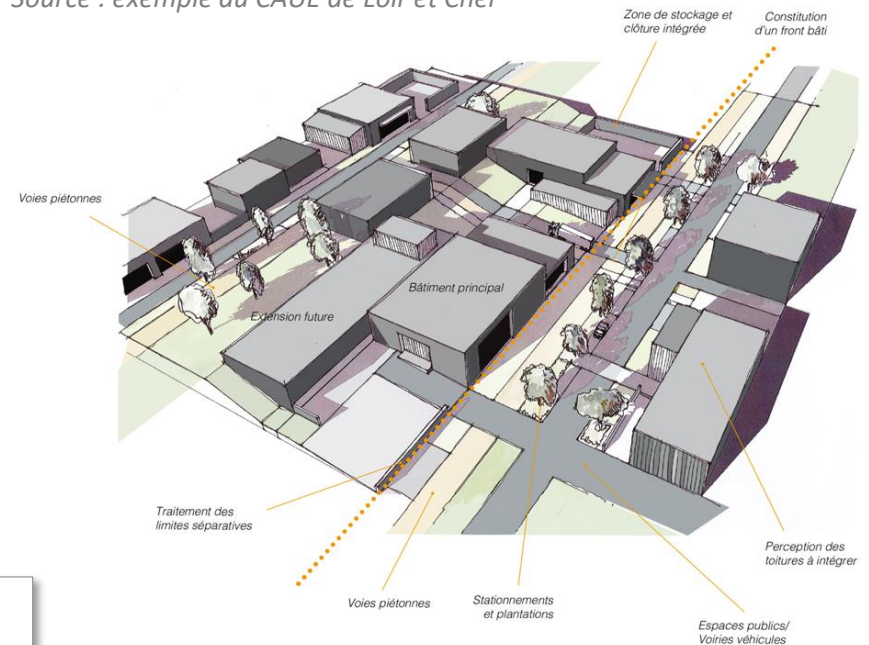 Source : exemple du CAUE de Loir et Cher
Zone de stockage et
clôture intégrée
Constitution
d'un front bâti
Voies piétonnes
Bâtiment principal
Extension future
Traitement des
limites séparatives
Voies piétonnes
Stationnements
et plantations
Perception des
toitures à intégrer
Espaces publics/
Voiries véhicules